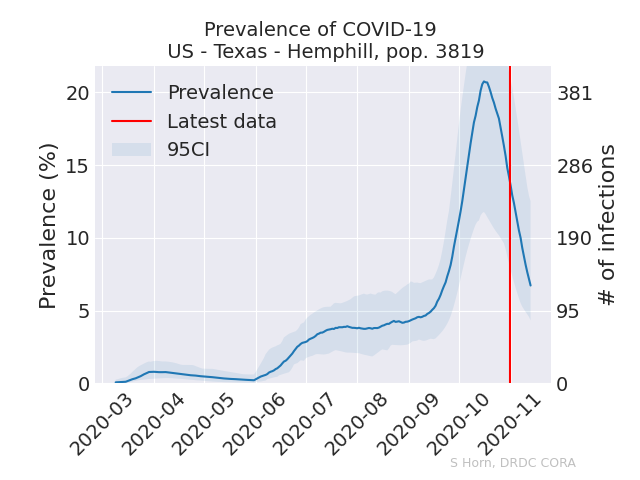 Prevalence of COVID-19
US - Texas - Hemphill, pop. 3819
Prevalence
Latest data
95CI
Prevalence (%)
20
15
10
5
0
381
286
190
95
0
# of infections
2020-03
2020-04
2020-05
2020-06
2020-07
2020-08
2020-09
2020-10
2020-11
S Horn, DRDC CORA